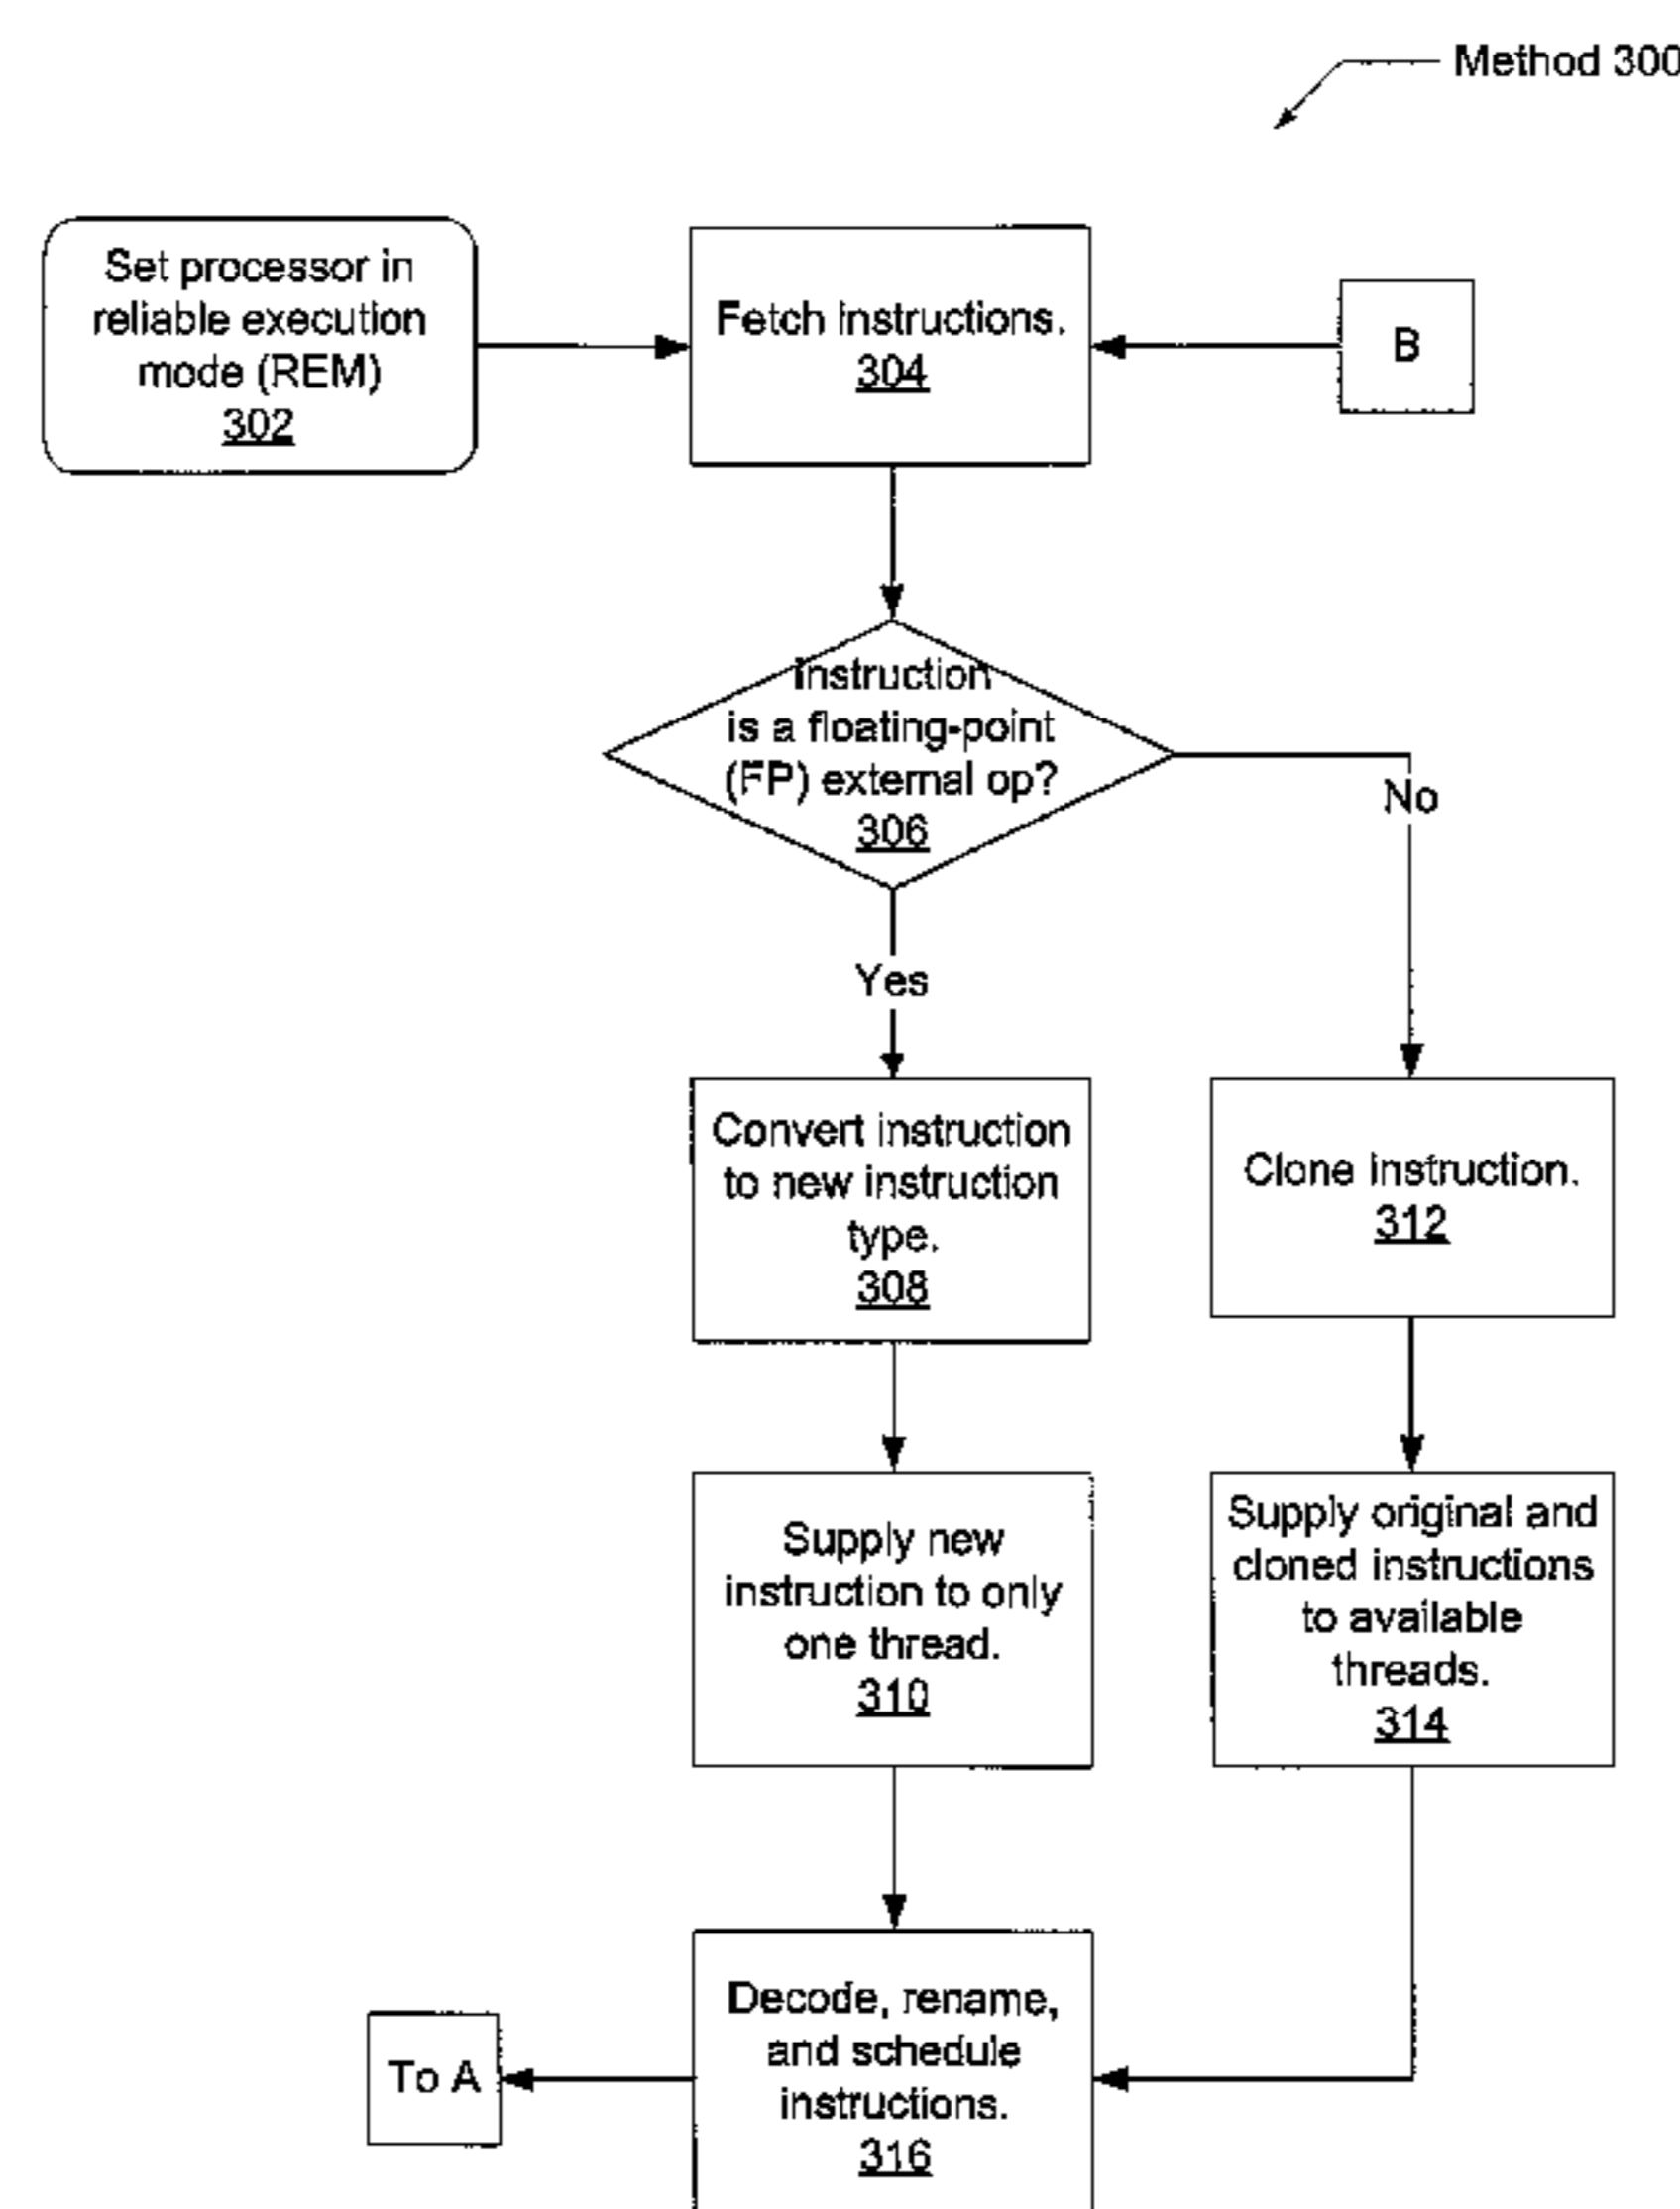 Method 300
Set processor in
reliable execution
mode (REM)
302
Fetch instructions.
304
B
Instruction
is a floating-point
(FP) external op?
306
No
Yes
Convert instruction
to new instruction
type.
308
Clone instruction.
312
Supply new
instruction to only
one thread.
310
Supply original and
cloned instructions
to available
threads.
314
Decode, rename,
and schedule
instructions.
316
To A